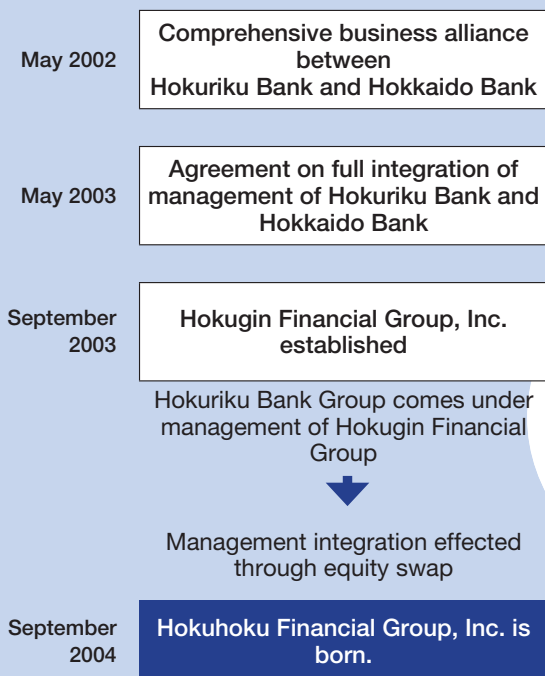 May 2002
Comprehensive business alliance
between
Hokuriku Bank and Hokkaido Bank
May 2003
Agreement on full integration of
management of Hokuriku Bank and
Hokkaido Bank
September
2003
Hokugin Financial Group, Inc.
established
Hokuriku Bank Group comes under
management of Hokugin Financial
Group
Management integration effected
through equity swap
September
2004
Hokuhoku Financial Group, Inc. is
born.